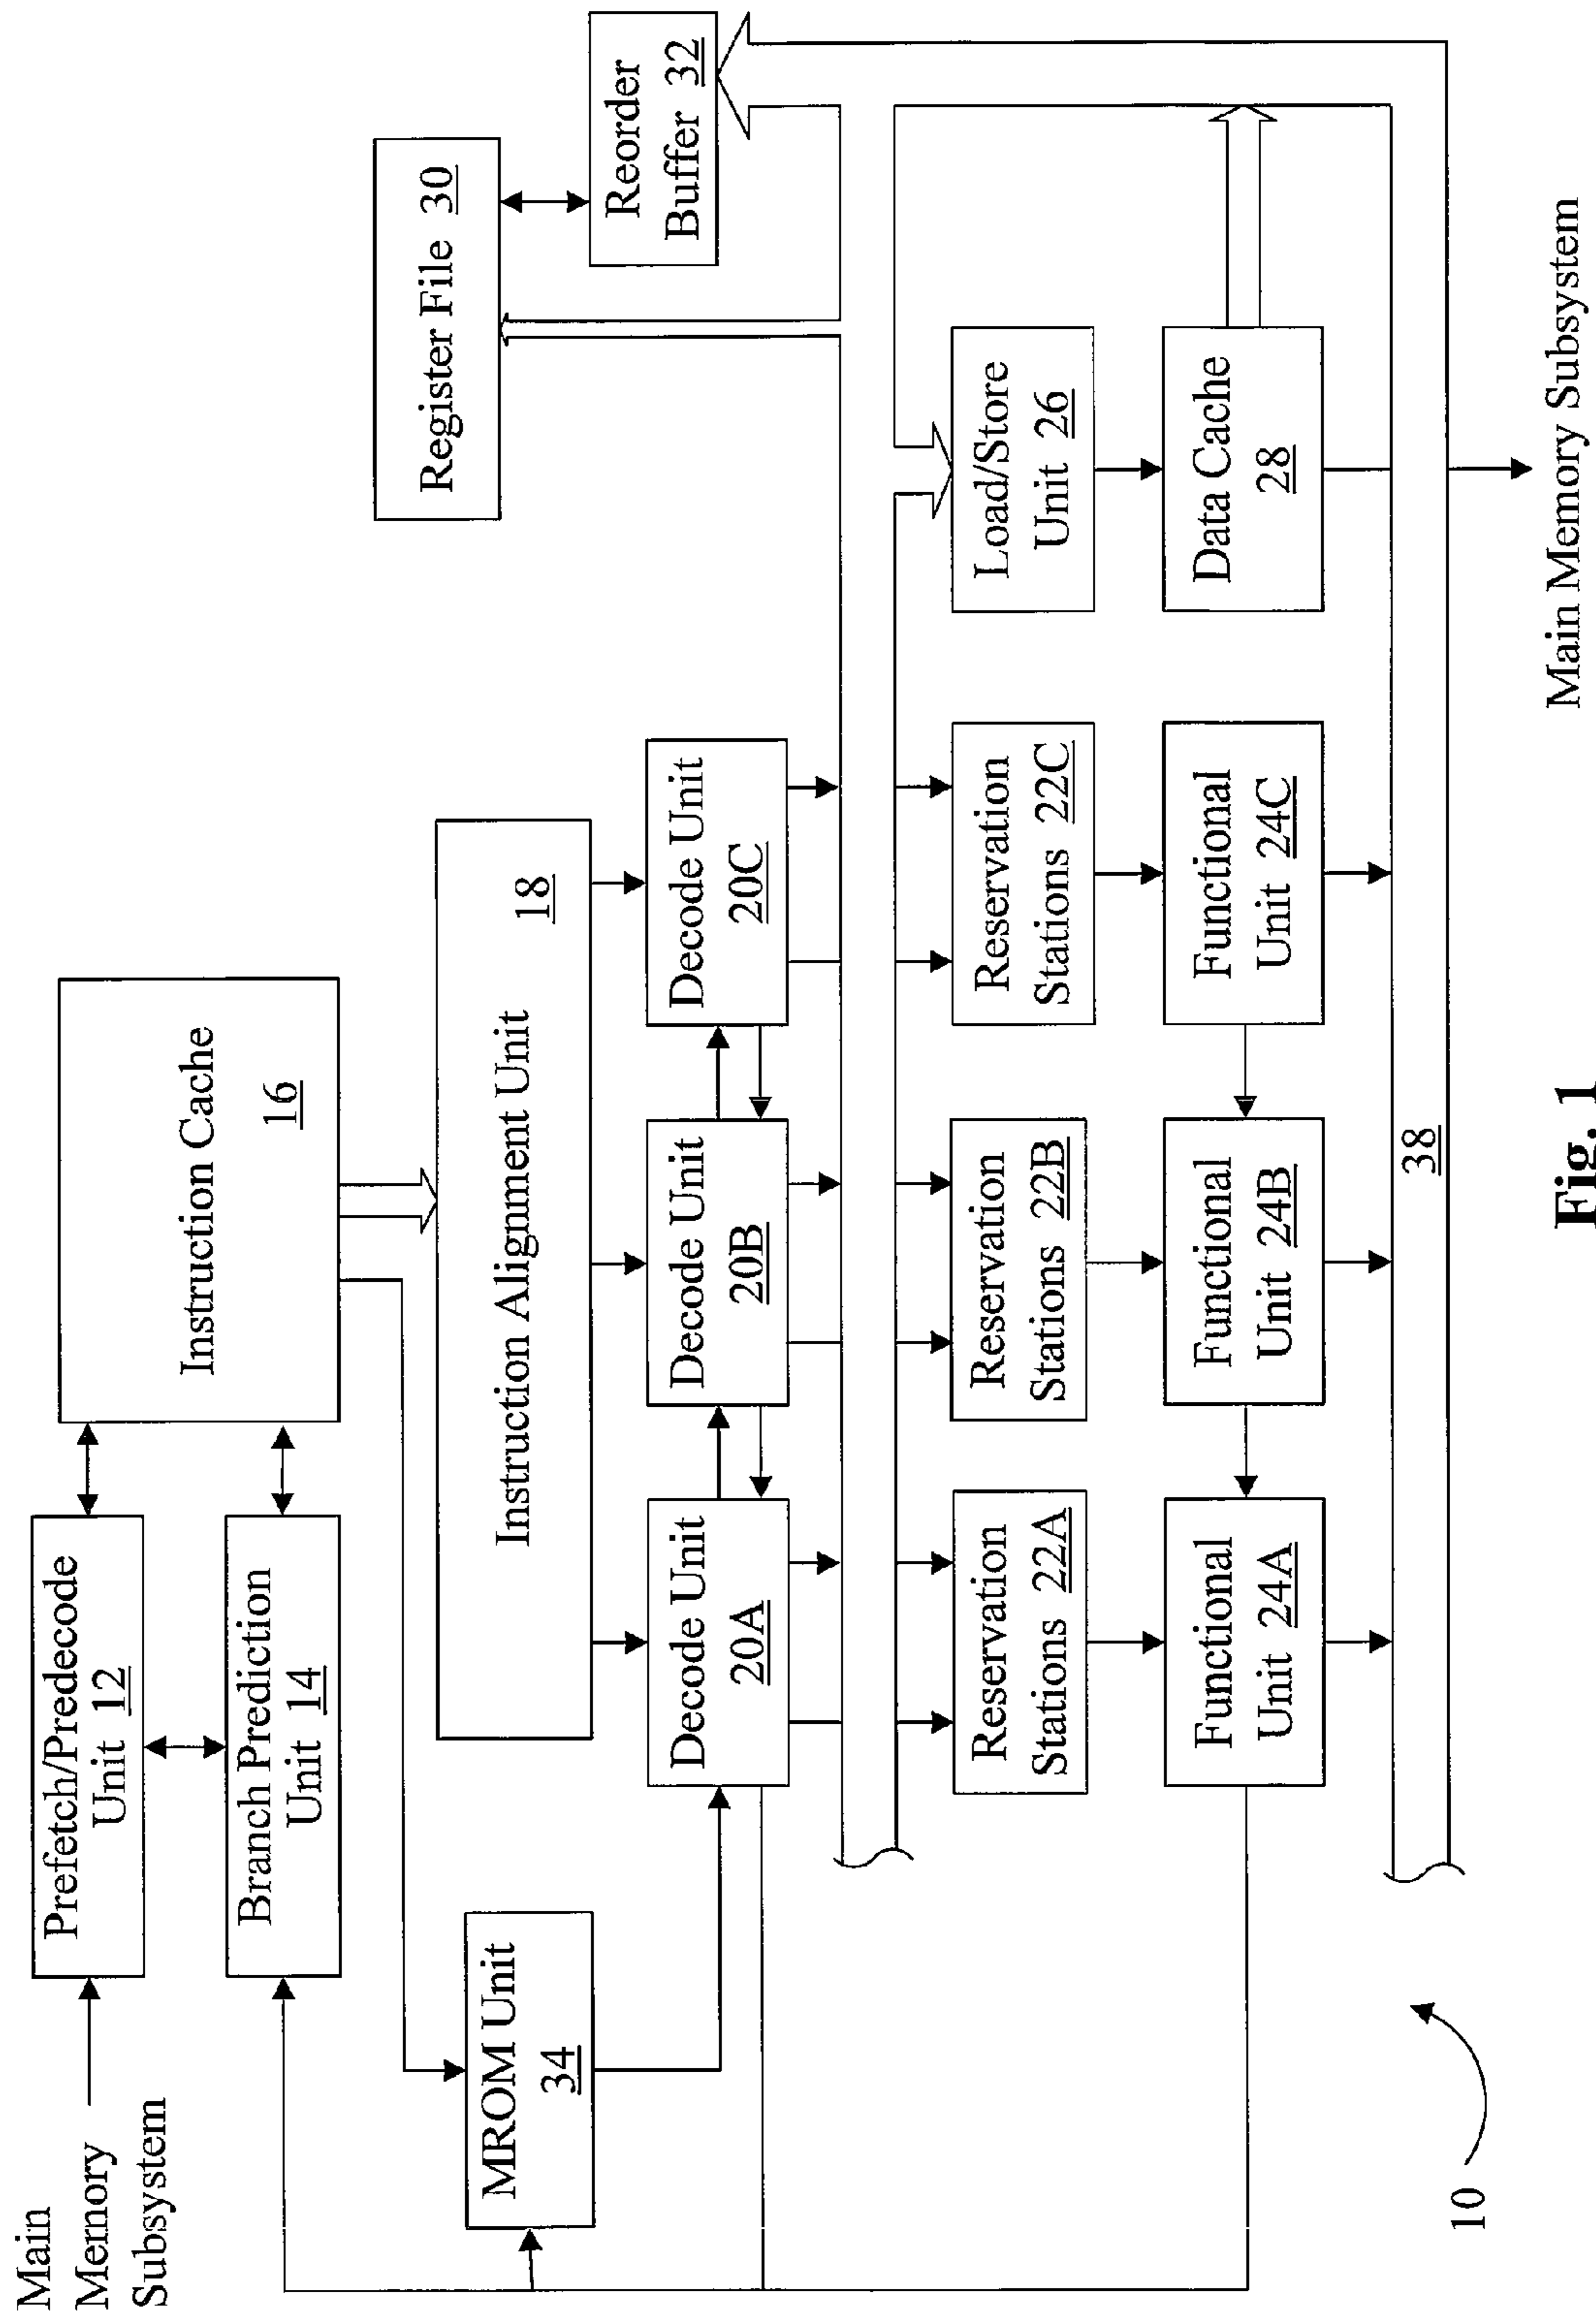 Main
Memory
Subsystem
Prefetch/Predecode
Unit 12
Branch Prediction
Unit 14
Instruction Cache
16
MROM Unit
34
Instruction Alignment Unit
18
Register File 30
Reorder
Buffer 32
Decode Unit
20A
Decode Unit
20B
Decode Unit
20C
Reservation
Stations 22A
Reservation
Stations 22B
Reservation
Stations 22C
Load/Store
Unit 26
Functional
Unit 24A
Functional
Unit 24B
Functional
Unit 24C
Data Cache
28
38
10
Main Memory Subsystem
Fig. 1